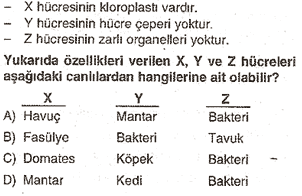 – X hücresinin kloroplastı vardır.
– Y hücresinin hücre çeperi yoktur.
– Z hücresinin zarlı organelleri yoktur.
Yukarıda özellikleri verilen X, Y ve Z hücreleri
aşağıdaki canlılardan hangilerine ait olabilir?
X Y Z
A) Havuç Mantar Bakteri
B) Fasülye Bakteri Tavuk
C) Domates Köpek Bakteri –
D) Mantar Kedi Bakteri